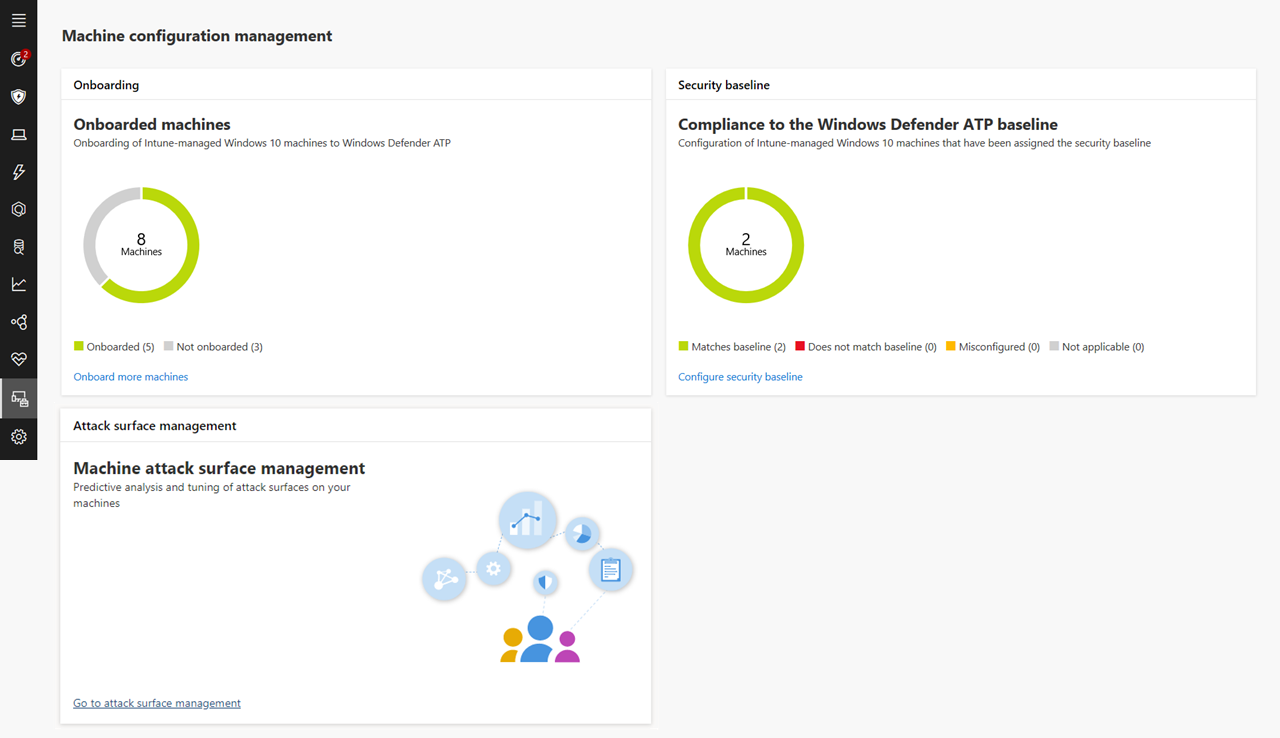 2
Machine configuration management
Onboarding
Onboarded machines
Onboarding of Intune-managed Windows 10 machines to Windows Defender ATP
8
Machines
Onboarded (5) Not onboarded (3)
Onboard more machines
Security baseline
Compliance to the Windows Defender ATP baseline
Configuration of Intune-managed Windows 10 machines that have been assigned the security baseline
2
Machines
Matches baseline (2) Does not match baseline (0) Misconfigured (0) Not applicable (0)
Configure security baseline
Attack surface management
Machine attack surface management
Predictive analysis and tuning of attack surfaces on your
machines
Go to attack surface management